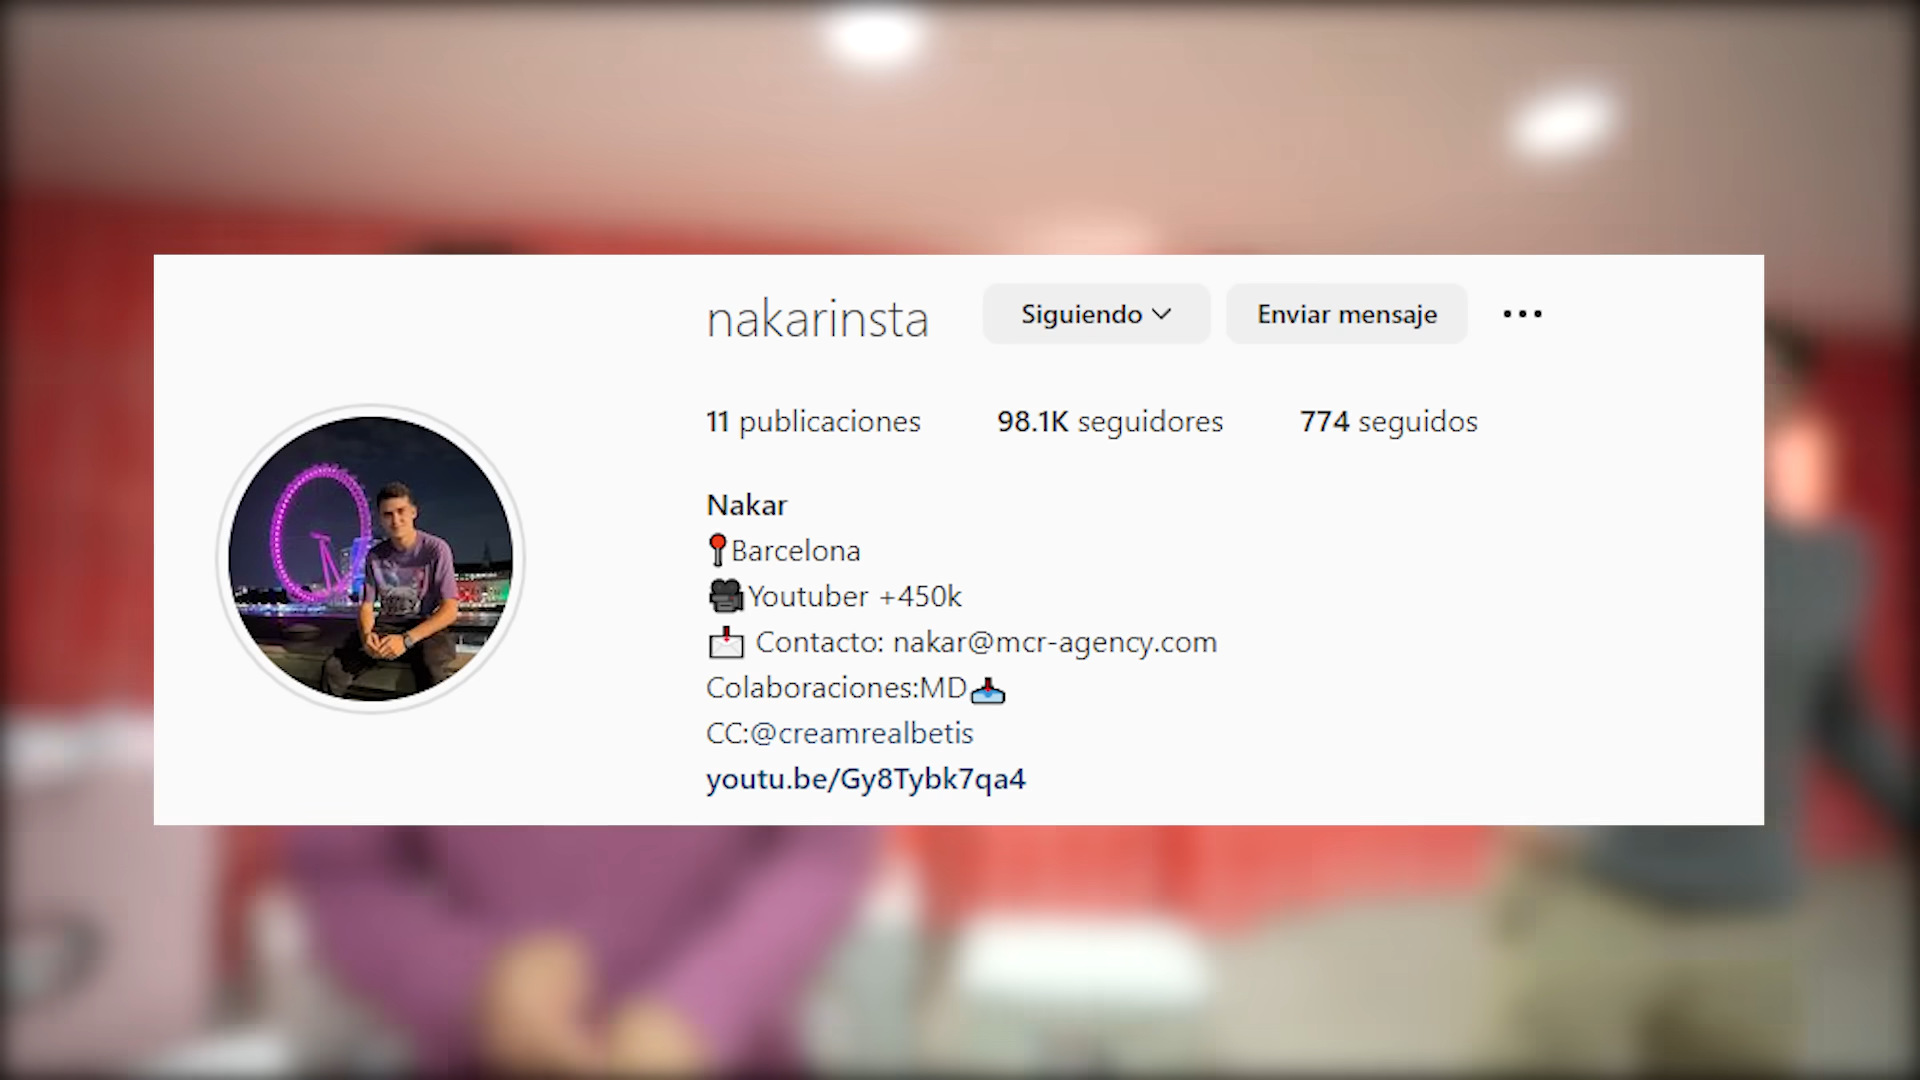 nakarinsta Siguiendo Enviar mensaje
11 publicaciones 98.1K seguidores 774 seguidos
Nakar
📍Barcelona
🎥Youtuber +450k
📩 Contacto: nakar@mcr-agency.com
Colaboraciones:MD📥
CC:@creamrealbetis
youtu.be/Gy8Tybk7qa4